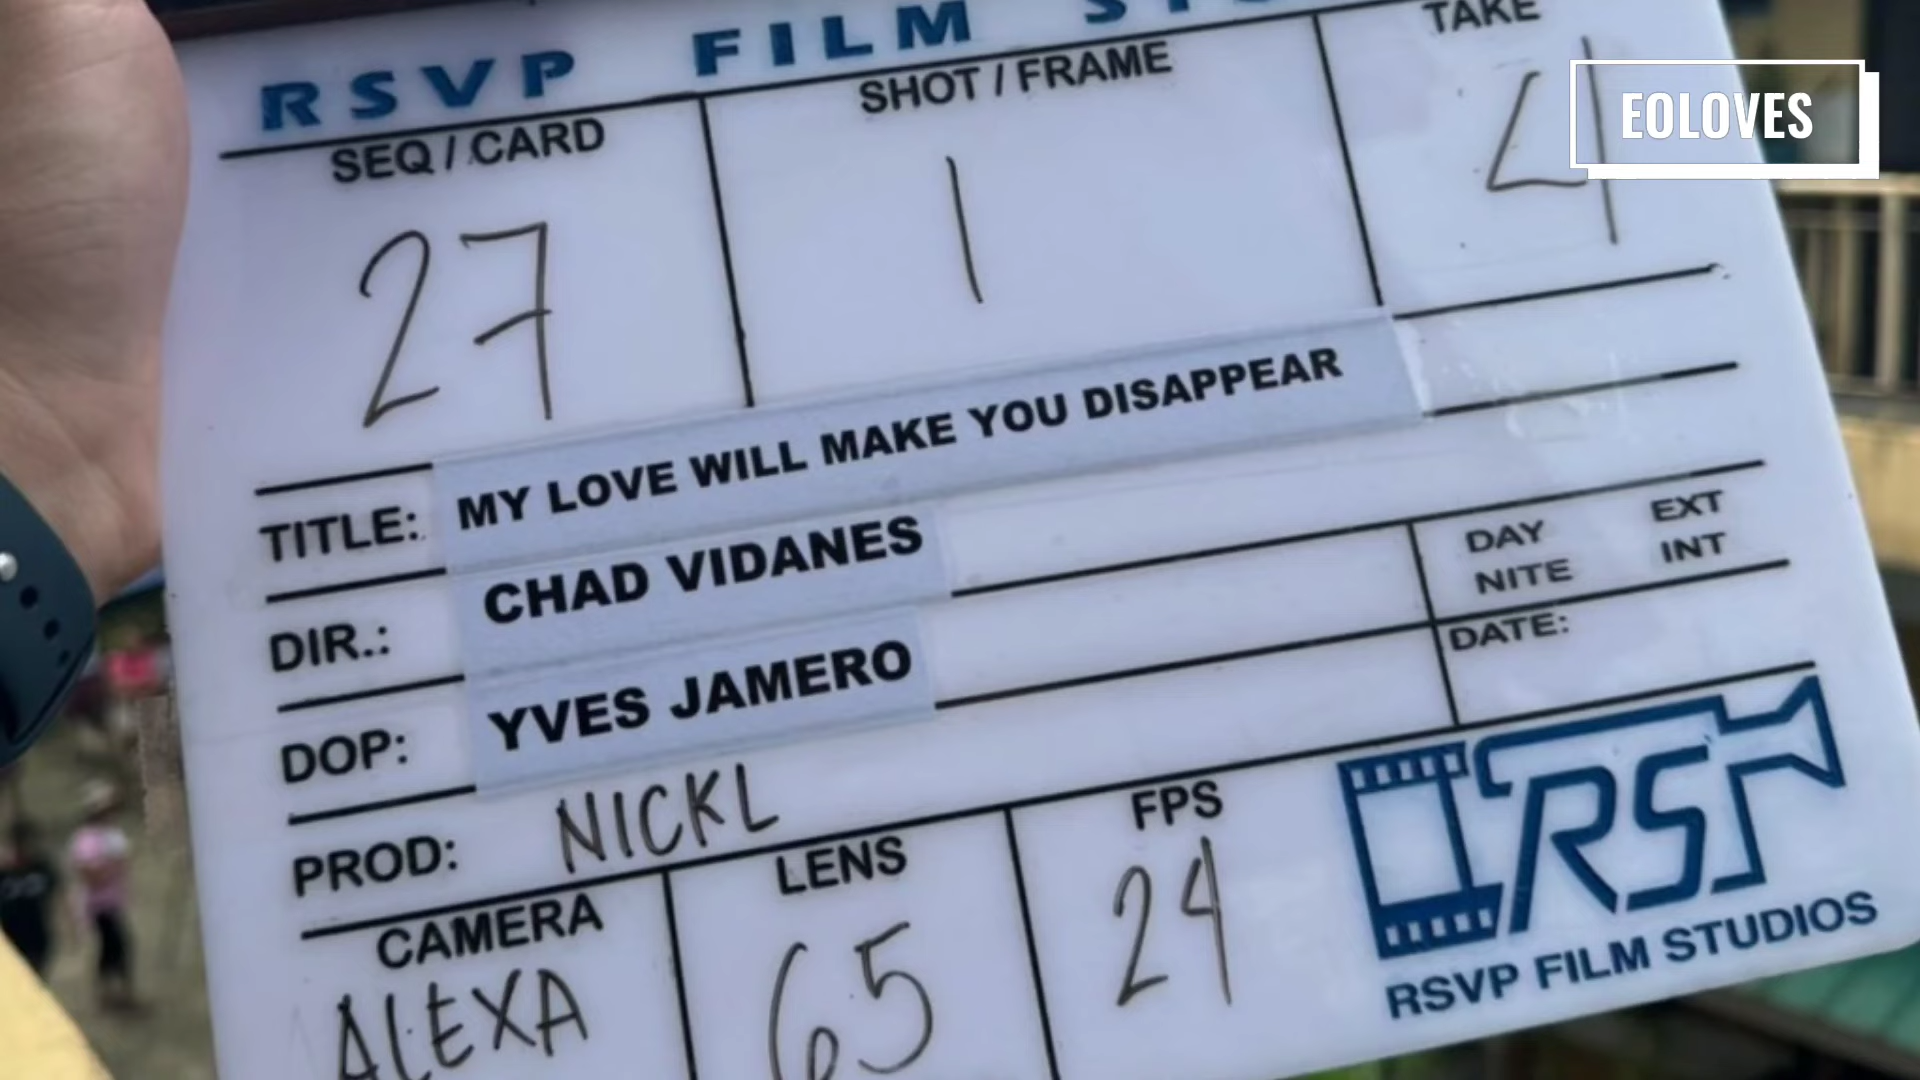 RSVP FILM
SEQ / CARD
SHOT / FRAME
TAKE
27
1
4
EOLOVES
TITLE: MY LOVE WILL MAKE YOU DISAPPEAR
DIR.: CHAD VIDANES
DOP: YVES JAMERO
DAY EXT
NITE INT
DATE:
PROD: NICKL
CAMERA
LENS
FPS
ALEXA
65
24
RSF
RSVP FILM STUDIOS